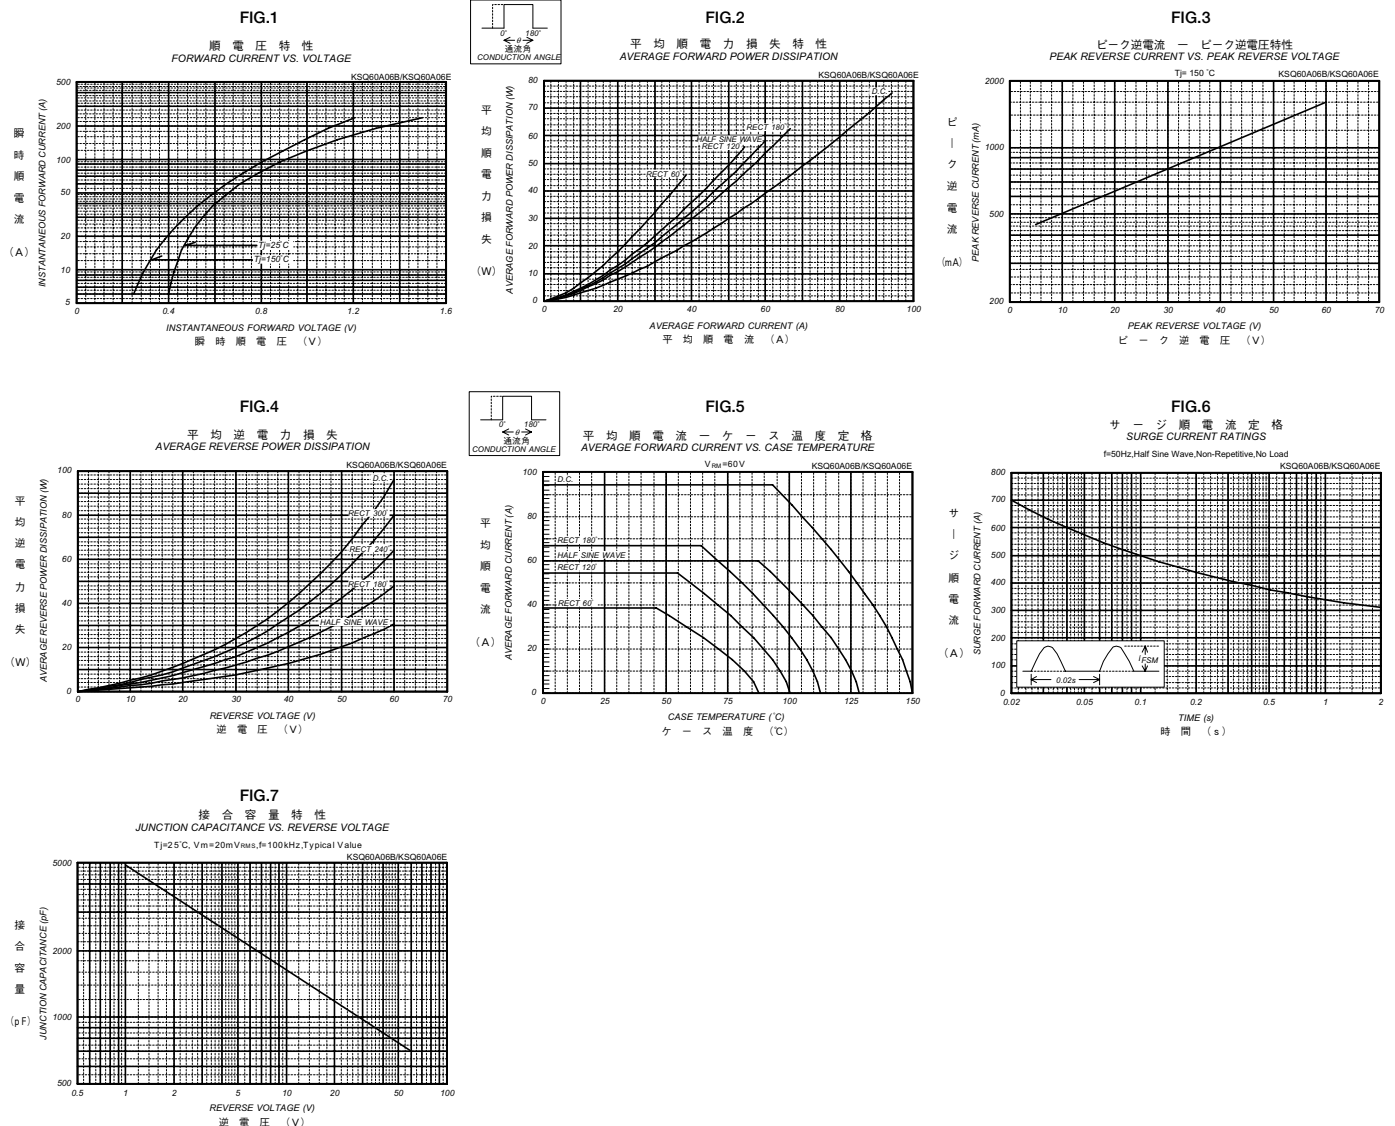 FIG.1
順電圧特性
FORWARD CURRENT VS. VOLTAGE
KSQ60A06B/KSQ60A06E
瞬時順電流 (A)
INSTANTANEOUS FORWARD CURRENT (A)
500
200
100
50
20
10
5
Tj=25°C
Tj=150°C
0 0.4 0.8 1.2 1.6
INSTANTANEOUS FORWARD VOLTAGE (V)
瞬時順電圧 (V)
0° 180°
θ
通流角
CONDUCTION ANGLE
FIG.2
平均順電力損失特性
AVERAGE FORWARD POWER DISSIPATION
KSQ60A06B/KSQ60A06E
平均順電力損失 (W)
AVERAGE FORWARD POWER DISSIPATION (W)
80
70
60
50
40
30
20
10
0
D.C.
RECT 180°
HALF SINE WAVE
RECT 120°
RECT 60°
0 20 40 60 80 100
AVERAGE FORWARD CURRENT (A)
平均順電流 (A)
FIG.3
ピーク逆電流 ー ピーク逆電圧特性
PEAK REVERSE CURRENT VS. PEAK REVERSE VOLTAGE
Tj= 150 °C
KSQ60A06B/KSQ60A06E
ピーク逆電流 (mA)
PEAK REVERSE CURRENT (mA)
2000
1000
500
200
0 10 20 30 40 50 60 70
PEAK REVERSE VOLTAGE (V)
ピーク逆電圧 (V)
FIG.4
平均逆電力損失
AVERAGE REVERSE POWER DISSIPATION
KSQ60A06B/KSQ60A06E
平均逆電力損失 (W)
AVERAGE REVERSE POWER DISSIPATION (W)
100
80
60
40
20
0
D.C.
RECT 300°
RECT 240°
RECT 180°
HALF SINE WAVE
0 10 20 30 40 50 60 70
REVERSE VOLTAGE (V)
逆電圧 (V)
0° 180°
θ
通流角
CONDUCTION ANGLE
FIG.5
平均順電流ーケース温度定格
AVERAGE FORWARD CURRENT VS. CASE TEMPERATURE
VRM=60V
KSQ60A06B/KSQ60A06E
平均順電流 (A)
AVERAGE FORWARD CURRENT (A)
100
80
60
40
20
0
D.C.
RECT 180°
HALF SINE WAVE
RECT 120°
RECT 60°
0 25 50 75 100 125 150
CASE TEMPERATURE (°C)
ケース温度 (℃)
FIG.6
サージ順電流定格
SURGE CURRENT RATINGS
f=50Hz,Half Sine Wave,Non-Repetitive,No Load
KSQ60A06B/KSQ60A06E
サージ順電流 (A)
SURGE FORWARD CURRENT (A)
800
700
600
500
400
300
200
100
0
IFSM
0.02s
0.02 0.05 0.1 0.2 0.5 1 2
TIME (s)
時間 (s)
FIG.7
接合容量特性
JUNCTION CAPACITANCE VS. REVERSE VOLTAGE
Tj=25°C, Vm=20mVRMS,f=100kHz,Typical Value
KSQ60A06B/KSQ60A06E
接合容量 (pF)
JUNCTION CAPACITANCE (pF)
5000
2000
1000
500
0.5 1 2 5 10 20 50 100
REVERSE VOLTAGE (V)
逆電圧 (V)